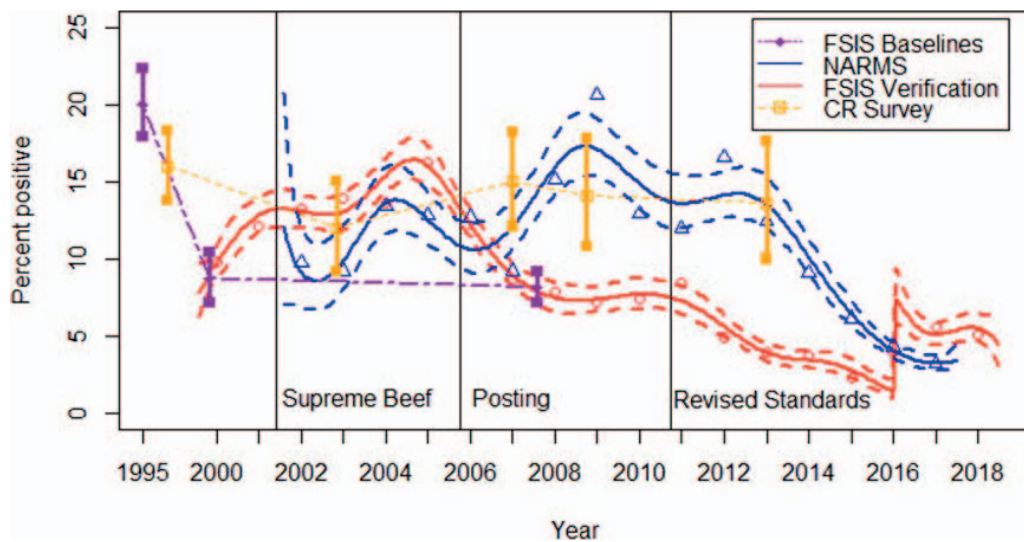 25
20
15
10
5
0
Percent positive
FSIS Baselines
NARMS
FSIS Verification
CR Survey
Supreme Beef
Posting
Revised Standards
1995 2000 2002 2004 2006 2008 2010 2012 2014 2016 2018
Year